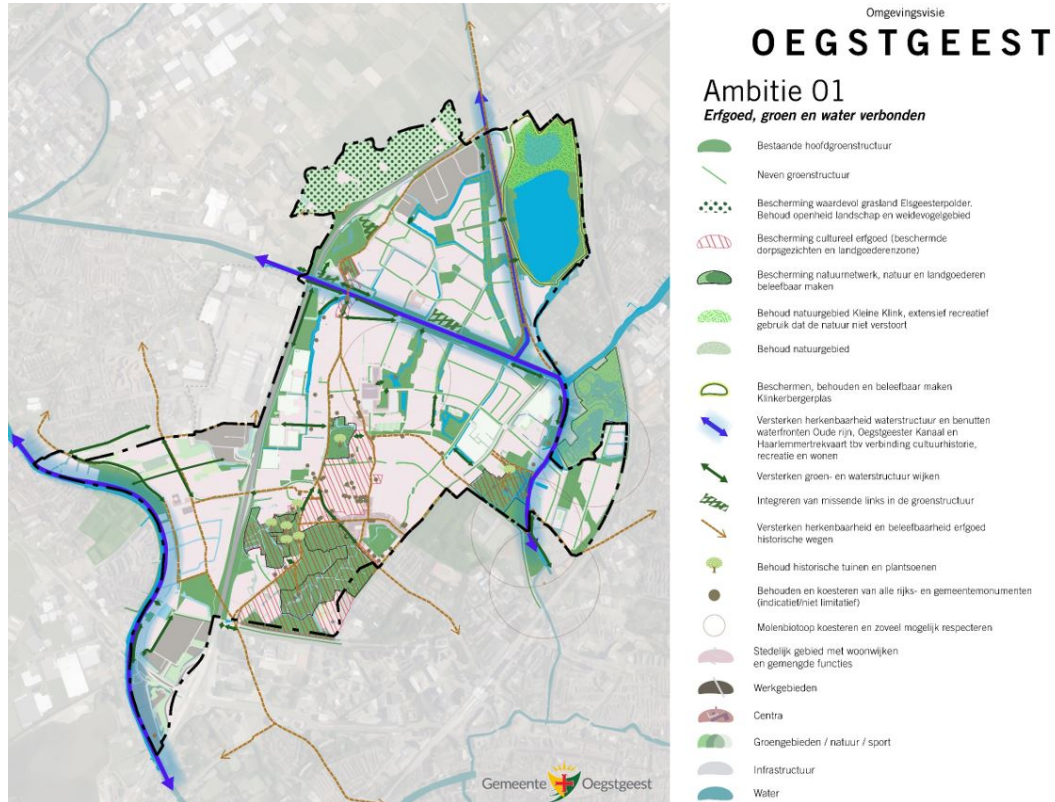 Omgevingsvisie
OEGSTGEEST
Ambitie 01
Erfgoed, groen en water verbonden
Bestaande hoofdgroenstructuur
Neven groenstructuur
Bescherming waardevol grasland Elsgeesterpolder.
Behoud openheid landschap en weidevogelgebied
Bescherming cultureel erfgoed (beschermde
dorpsgezichten en landgoederenzone)
Bescherming natuurnetwerk, natuur en landgoederen
beleefbaar maken
Behoud natuurgebied Kleine Klink, extensief recreatief
gebruik dat de natuur niet verstoort
Behoud natuurgebied
Beschermen, behouden en beleefbaar maken
Klinkerbergerplas
Versterken herkenbaarheid waterstructuur en benutten
waterfronten Oude rijn, Oegstgeester Kanaal en
Haarlemmertrekvaart tbv verbinding cultuurhistorie,
recreatie en wonen
Versterken groen- en waterstructuur wijken
Integreren van missende links in de groenstructuur
Versterken herkenbaarheid en beleefbaarheid erfgoed
historische wegen
Behoud historische tuinen en plantsoenen
Behouden en koesteren van alle rijks- en gemeentemonumenten
(indicatief/niet limitatief)
Molenbiotoop koesteren en zoveel mogelijk respecteren
Stedelijk gebied met woonwijken
en gemengde functies
Werkgebieden
Centra
Groengebieden / natuur / sport
Infrastructuur
Water
Gemeente Oegstgeest